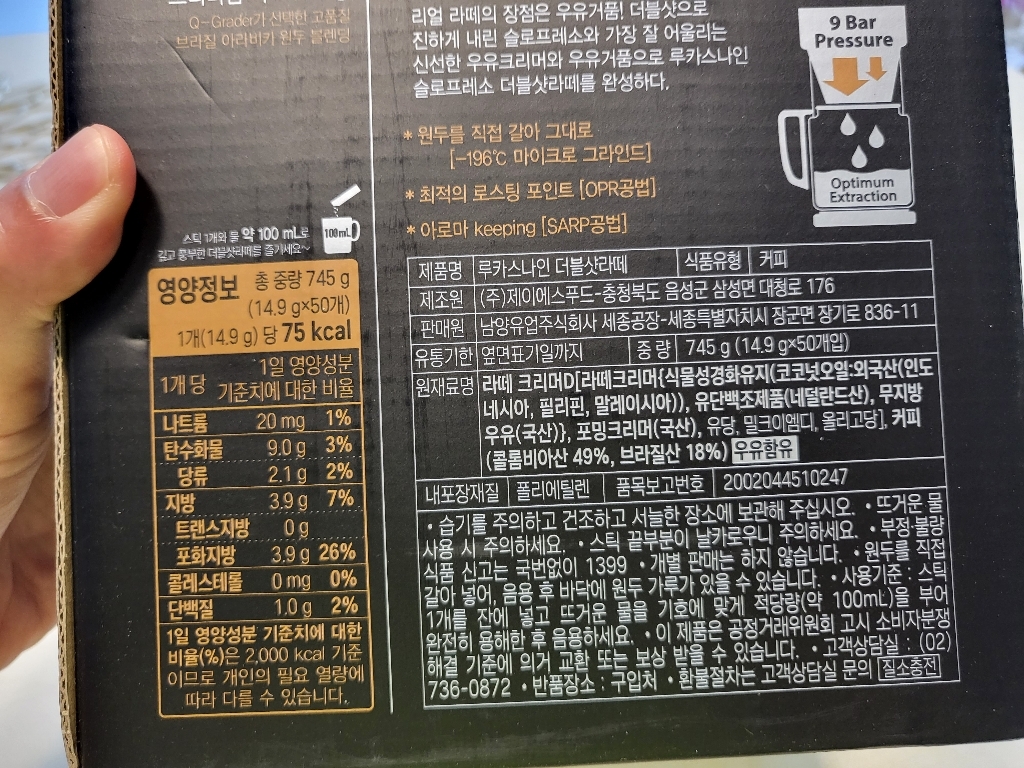 Q-Grader가 선택한 고품질
브라질 아라비카 원두 블렌딩
리얼 라떼의 장점은 우유거품! 더블샷으로
진하게 내린 슬로프레소와 가장 잘 어울리는
신선한 우유크리머와 우유거품으로 루카스나인
슬로프레소 더블샷라떼를 완성하다.
9 Bar
Pressure
Optimum
Extraction
* 원두를 직접 갈아 그대로
[-196℃ 마이크로 그라인드]
* 최적의 로스팅 포인트 [OPR공법]
* 아로마 keeping [SARP공법]
스틱 1개와 물 약 100 mL로
깊고 풍부한 더블샷라떼를 즐기세요~
100mL
영양정보 총 중량 745 g
(14.9 g×50개)
1개(14.9 g) 당 75 kcal
1개당 1일 영양성분
기준치에 대한 비율
나트륨 20 mg 1%
탄수화물 9.0 g 3%
당류 2.1 g 2%
지방 3.9 g 7%
트랜스지방 0 g
포화지방 3.9 g 26%
콜레스테롤 0 mg 0%
단백질 1.0 g 2%
1일 영양성분 기준치에 대한
비율(%)은 2,000 kcal 기준
이므로 개인의 필요 열량에
따라 다를 수 있습니다.
제품명 루카스나인 더블샷라떼 식품유형 커피
제조원 (주)제이에스푸드-충청북도 음성군 삼성면 대청로 176
판매원 남양유업주식회사 세종공장-세종특별자치시 장군면 장기로 836-11
유통기한 옆면표기일까지 중 량 745 g (14.9 g×50개입)
원재료명 라떼 크리머D[라떼크리머{식물성경화유지(코코넛오일:외국산(인도
네시아, 필리핀, 말레이시아)), 유단백조제품(네덜란드산), 무지방
우유(국산)}, 포밍크리머(국산), 유당, 밀크이엠디, 올리고당], 커피
(콜롬비아산 49%, 브라질산 18%) 우유함유
내포장재질 폴리에틸렌 품목보고번호 2002044510247
• 습기를 주의하고 건조하고 서늘한 장소에 보관해 주십시오. • 뜨거운 물
사용 시 주의하세요. • 스틱 끝부분이 날카로우니 주의하세요. • 부정·불량
식품 신고는 국번없이 1399 • 개별 판매는 하지 않습니다. • 원두를 직접
갈아 넣어, 음용 후 바닥에 원두 가루가 있을 수 있습니다. • 사용기준 : 스틱
1개를 잔에 넣고 뜨거운 물을 기호에 맞게 적당량(약 100mL)을 부어
완전히 용해한 후 음용하세요. • 이 제품은 공정거래위원회 고시 소비자분쟁
해결 기준에 의거 교환 또는 보상 받을 수 있습니다. • 고객상담실 : (02)
736-0872 • 반품장소 : 구입처 • 환불절차는 고객상담실 문의 질소충전